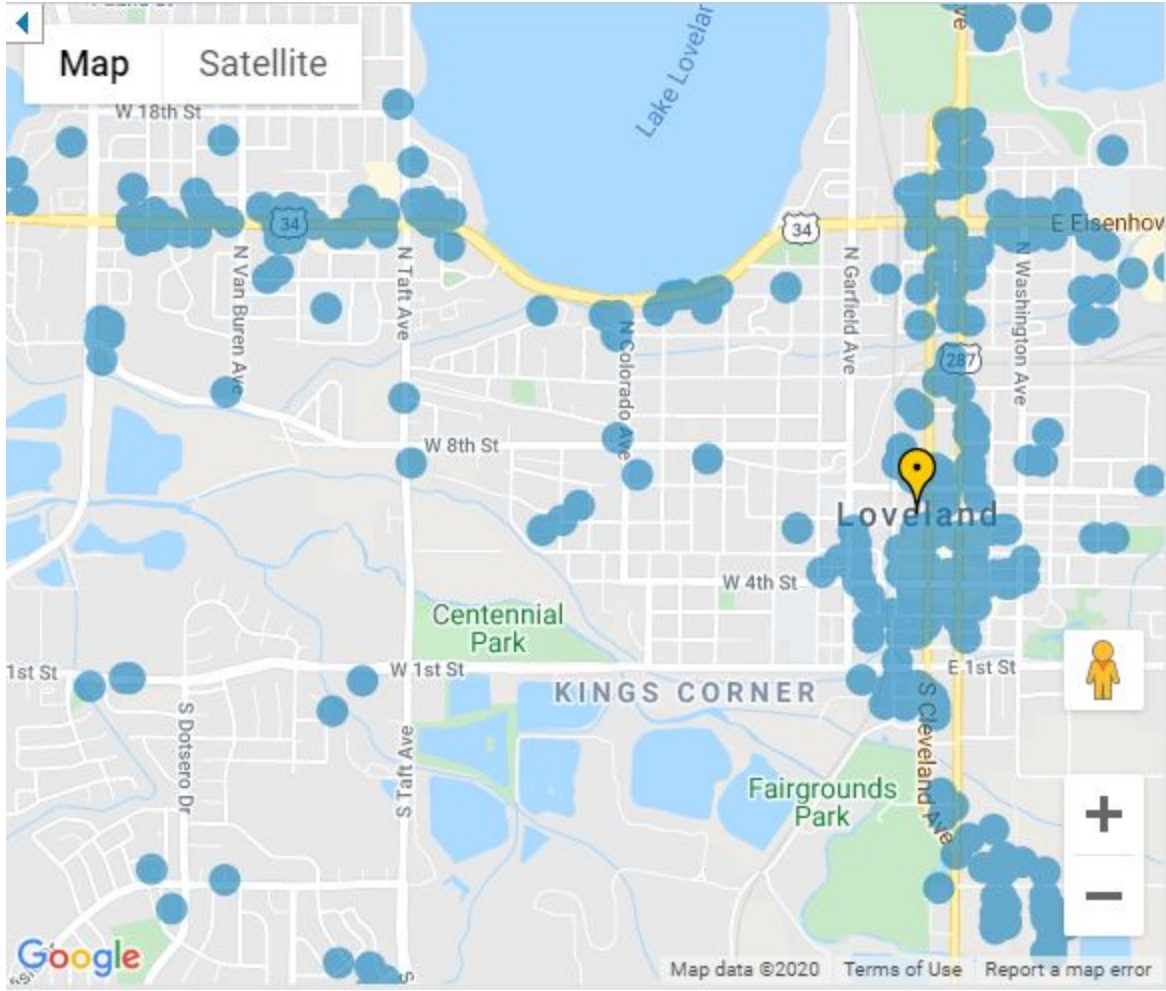 Map
Satellite
Lake Lovelar
ve
W 18th St
34
34
E Eisenhow
N Van Buren Ave
N Taft Ave
N Colorado Ave
N Garfield Ave
N Washington Ave
287
W 8th St
Loveland
W 4th St
Centennial
Park
1st St
W 1st St
E 1st St
KINGS CORNER
S Dotsero Dr
S Taft Ave
S Cleveland Ave
Fairgrounds
Park
S
Google
Map data ©2020
Terms of Use
Report a map error